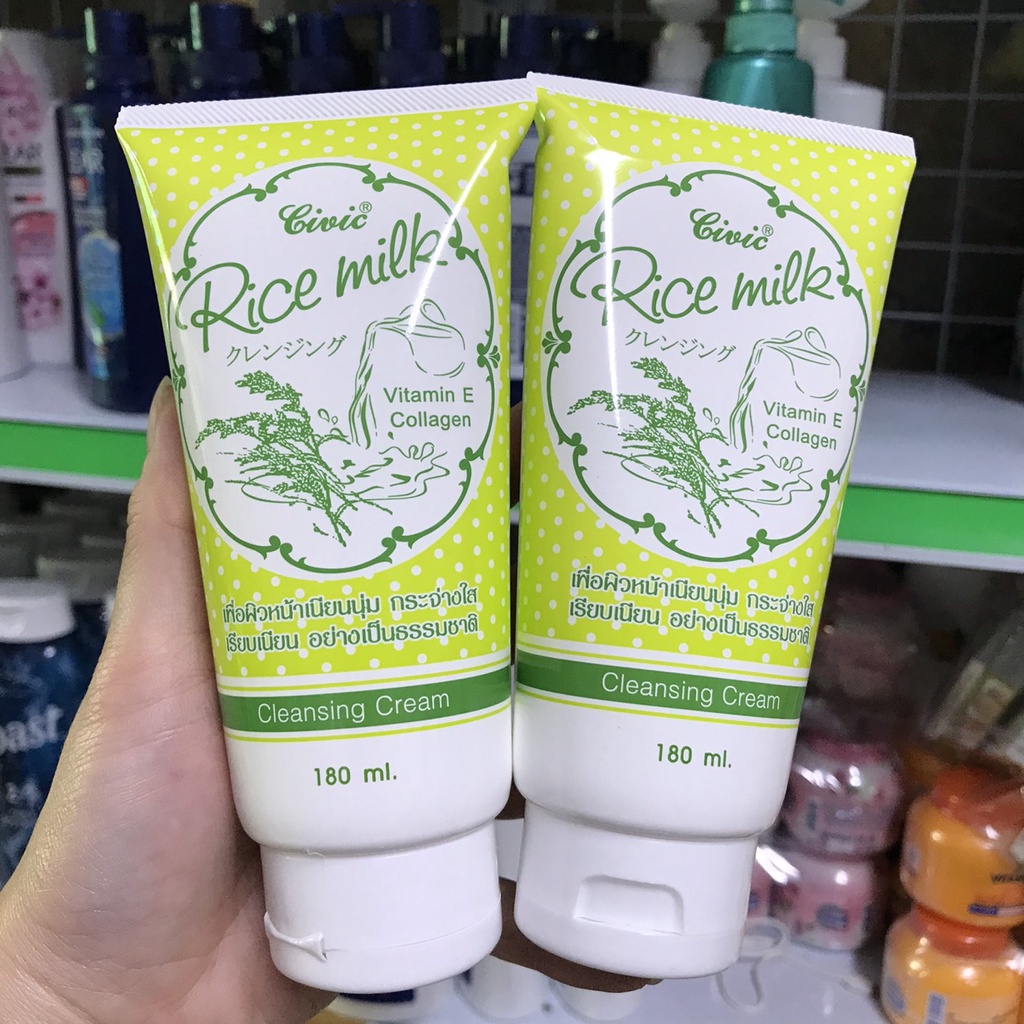 Civic®
Rice milk
クレンジング
Vitamin E
Collagen
เพื่อผิวหน้าเนียนนุ่ม กระจ่างใส
เรียบเนียน อย่างเป็นธรรมชาติ
Cleansing Cream
180 ml.
Civic®
Rice milk
クレンジング
Vitamin E
Collagen
เพื่อผิวหน้าเนียนนุ่ม กระจ่างใส
เรียบเนียน อย่างเป็นธรรมชาติ
Cleansing Cream
180 ml.